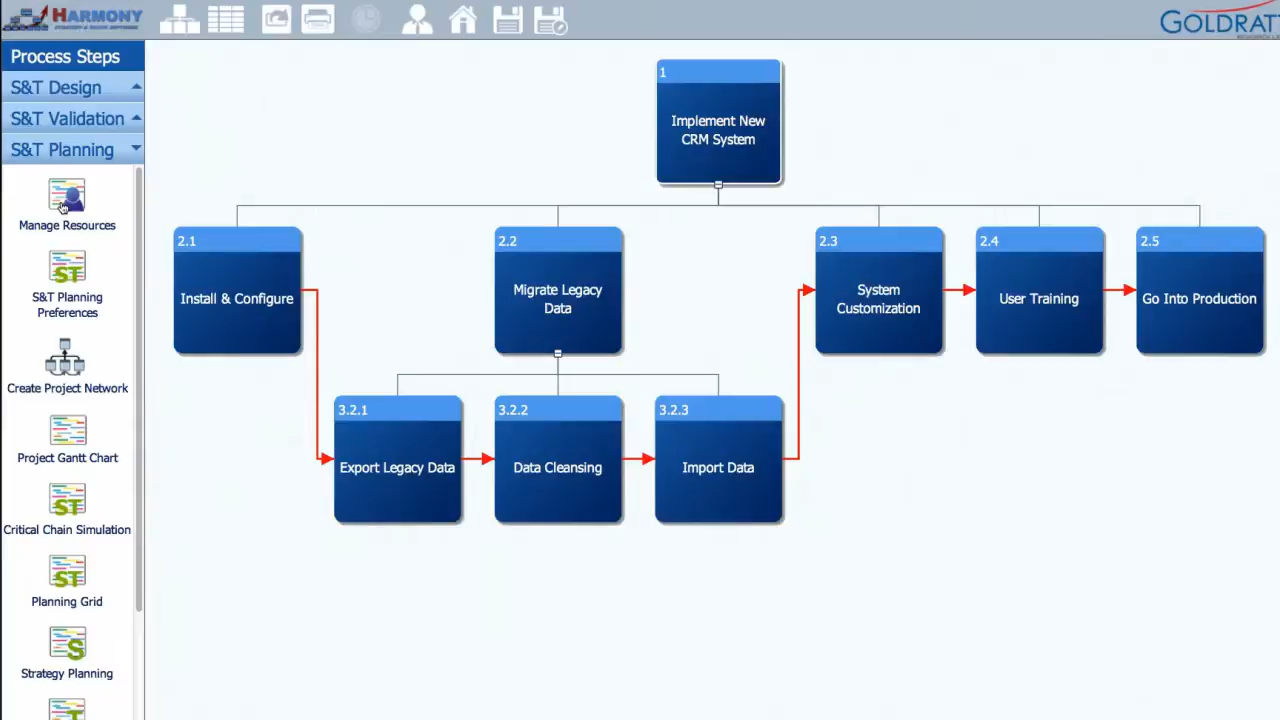 HARMONY
GOLDRATT
Process Steps
S&T Design
S&T Validation
S&T Planning
Manage Resources
S&T Planning
Preferences
Create Project Network
Project Gantt Chart
Critical Chain Simulation
Planning Grid
Strategy Planning
1
Implement New
CRM System
2.1
Install & Configure
2.2
Migrate Legacy
Data
2.3
System
Customization
2.4
User Training
2.5
Go Into Production
3.2.1
Export Legacy Data
3.2.2
Data Cleansing
3.2.3
Import Data